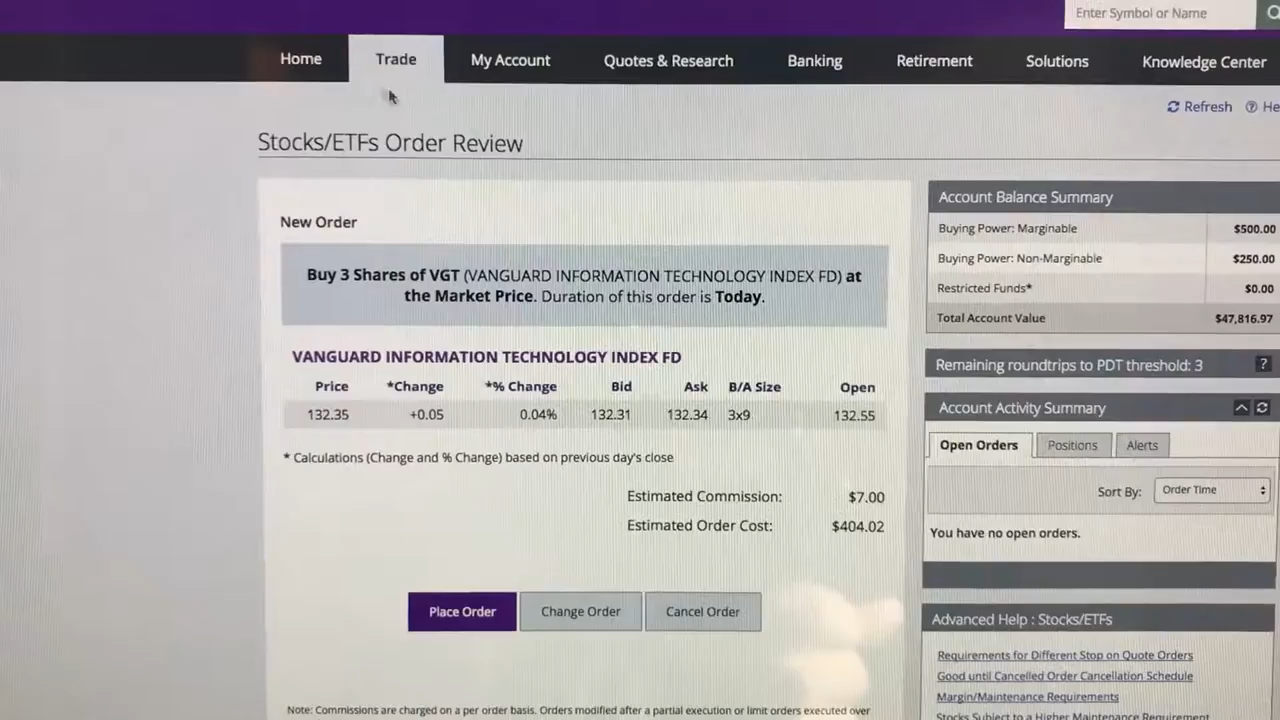 Enter Symbol or Name
Home Trade My Account Quotes & Research Banking Retirement Solutions Knowledge Center
Refresh
Stocks/ETFs Order Review
New Order
Buy 3 Shares of VGT (VANGUARD INFORMATION TECHNOLOGY INDEX FD) at
the Market Price. Duration of this order is Today.
VANGUARD INFORMATION TECHNOLOGY INDEX FD
Price *Change *% Change Bid Ask B/A Size Open
132.35 +0.05 0.04% 132.31 132.34 3x9 132.55
* Calculations (Change and % Change) based on previous day's close
Estimated Commission: $7.00
Estimated Order Cost: $404.02
Place Order Change Order Cancel Order
Note: Commissions are charged on a per order basis. Orders modified after a partial execution or limit orders executed over
Account Balance Summary
Buying Power: Marginable $500.00
Buying Power: Non-Marginable $250.00
Restricted Funds* $0.00
Total Account Value $47,816.97
Remaining roundtrips to PDT threshold: 3 ?
Account Activity Summary
Open Orders Positions Alerts
Sort By: Order Time
You have no open orders.
Advanced Help : Stocks/ETFs
Requirements for Different Stop on Quote Orders
Good until Cancelled Order Cancellation Schedule
Margin/Maintenance Requirements
Stocks Subject to a Higher Maintenance Requirement